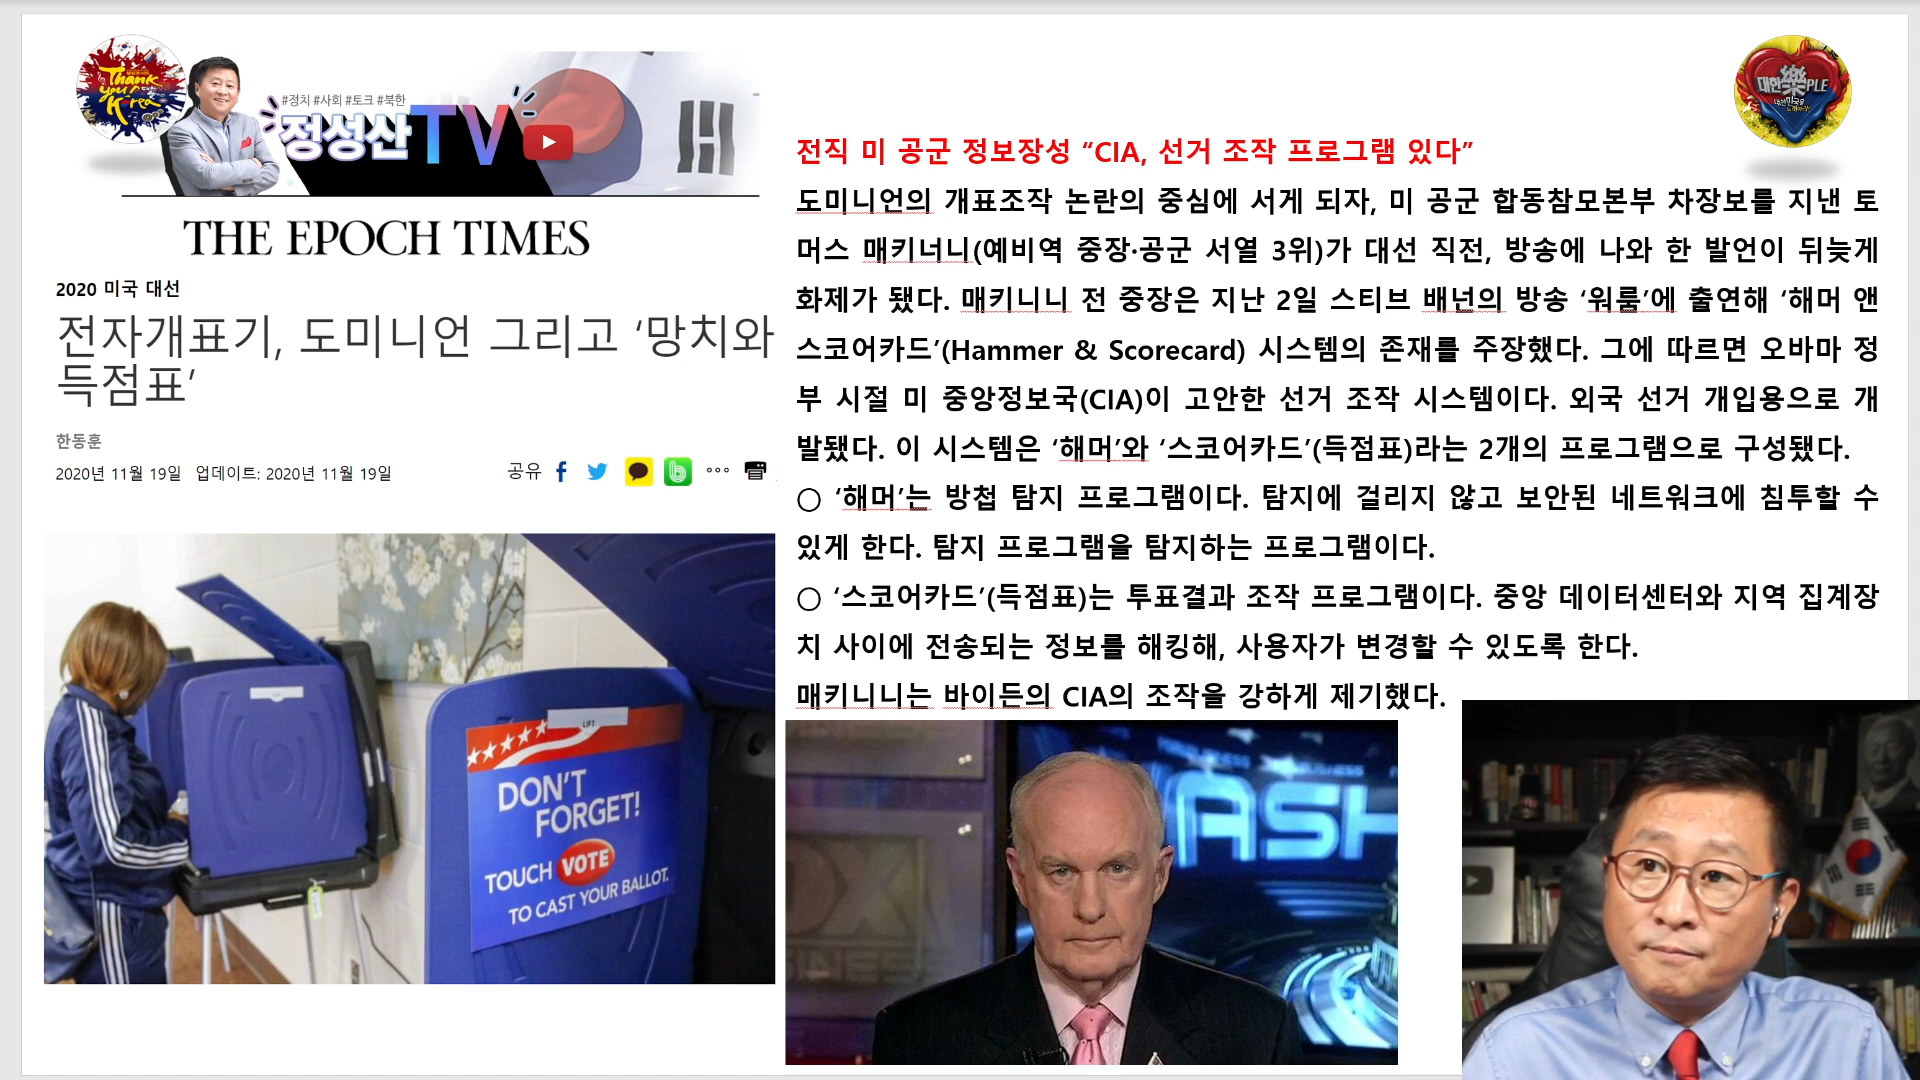 Thank
you
Korea
#정치 #사회 #토크 #북한
정성산TV
THE EPOCH TIMES
2020 미국 대선
전자개표기, 도미니언 그리고 ‘망치와
득점표’
한동훈
2020년 11월 19일 업데이트: 2020년 11월 19일
공유
LIFT
DON'T
FORGET!
TOUCH VOTE
TO CAST YOUR BALLOT.
대한樂PLE
전직 미 공군 정보장성 “CIA, 선거 조작 프로그램 있다”
도미니언의 개표조작 논란의 중심에 서게 되자, 미 공군 합동참모본부 차장보를 지낸 토
머스 매키너니(예비역 중장·공군 서열 3위)가 대선 직전, 방송에 나와 한 발언이 뒤늦게
화제가 됐다. 매키니니 전 중장은 지난 2일 스티브 배넌의 방송 ‘워룸’에 출연해 ‘해머 앤
스코어카드’(Hammer & Scorecard) 시스템의 존재를 주장했다. 그에 따르면 오바마 정
부 시절 미 중앙정보국(CIA)이 고안한 선거 조작 시스템이다. 외국 선거 개입용으로 개
발됐다. 이 시스템은 ‘해머’와 ‘스코어카드’(득점표)라는 2개의 프로그램으로 구성됐다.
○ ‘해머’는 방첩 탐지 프로그램이다. 탐지에 걸리지 않고 보안된 네트워크에 침투할 수
있게 한다. 탐지 프로그램을 탐지하는 프로그램이다.
○ ‘스코어카드’(득점표)는 투표결과 조작 프로그램이다. 중앙 데이터센터와 지역 집계장
치 사이에 전송되는 정보를 해킹해, 사용자가 변경할 수 있도록 한다.
매키니니는 바이든의 CIA의 조작을 강하게 제기했다.
ASH